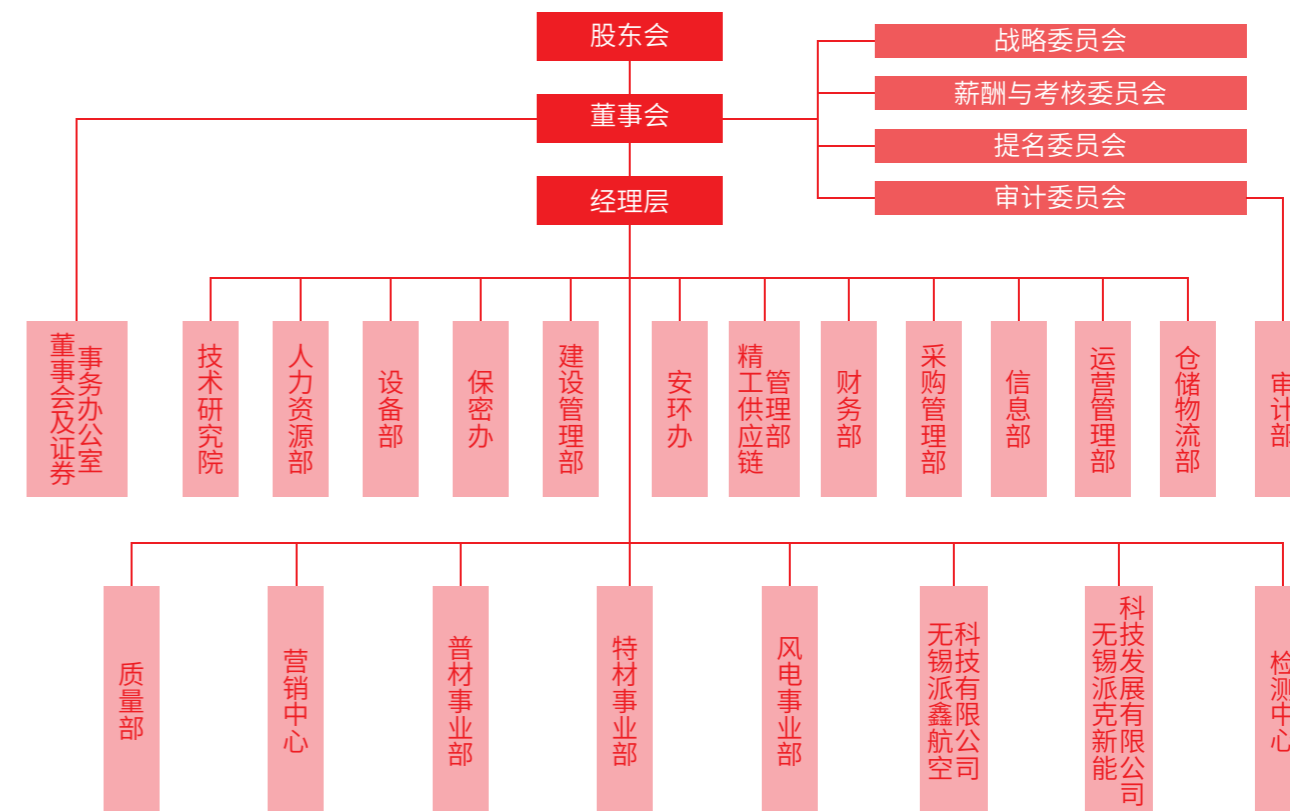 股东会
董事会
经理层
战略委员会
薪酬与考核委员会
提名委员会
审计委员会
董事会及证券
事务办公室
技术研究院
人力资源部
设备部
保密办
建设管理部
安环办
精工供应链
管理部
财务部
采购管理部
信息部
运营管理部
仓储物流部
审计部
质量部
营销中心
普材事业部
特材事业部
风电事业部
无锡派鑫航空
科技有限公司
无锡派克新能
科技发展有限公司
检测中心